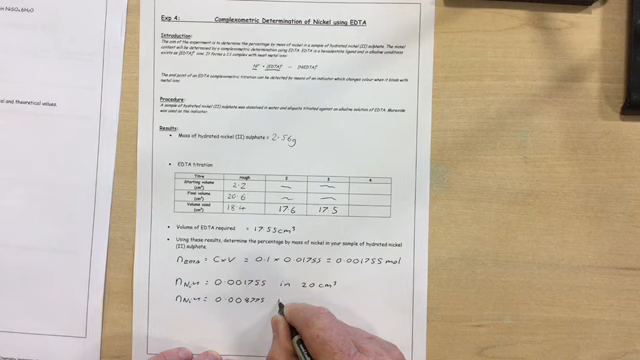 in NiSO4.6H2O
al and theoretical values.
Exp 4: Complexometric Determination of Nickel using EDTA
Introduction:
The aim of the experiment is to determine the percentage by mass of nickel in a sample of hydrated nickel (II) sulphate. The nickel
content will be determined by a complexometric determination using EDTA. EDTA is a hexadentate ligand and in alkaline conditions
exists as [EDTA]4-. It forms a 1:1 complex with most metal ions:
The end point of an EDTA complexometric titration can be detected by means of an indicator which changes colour when it binds with
metal ions.
Procedure:
A sample of hydrated nickel (II) sulphate was dissolved in water and aliquots titrated against an alkaline solution of EDTA. Murexide
was used as the indicator.
Results:
• Mass of hydrated nickel (II) sulphate = 2.56g
• EDTA titration:
Titre rough 2 3 4
Starting volume (cm3) 2.2 ~ ~
Final volume (cm3) 20.6 ~ ~
Volume used (cm3) 18.4 17.6 17.5
• Volume of EDTA required = 17.55cm3
• Using these results, determine the percentage by mass of nickel in your sample of hydrated nickel
(II) sulphate.
nEDTA = C×V = 0.1 × 0.01755 = 0.001755 mol
nNi2+ = 0.001755 in 20cm3
nNi2+ = 0.008775